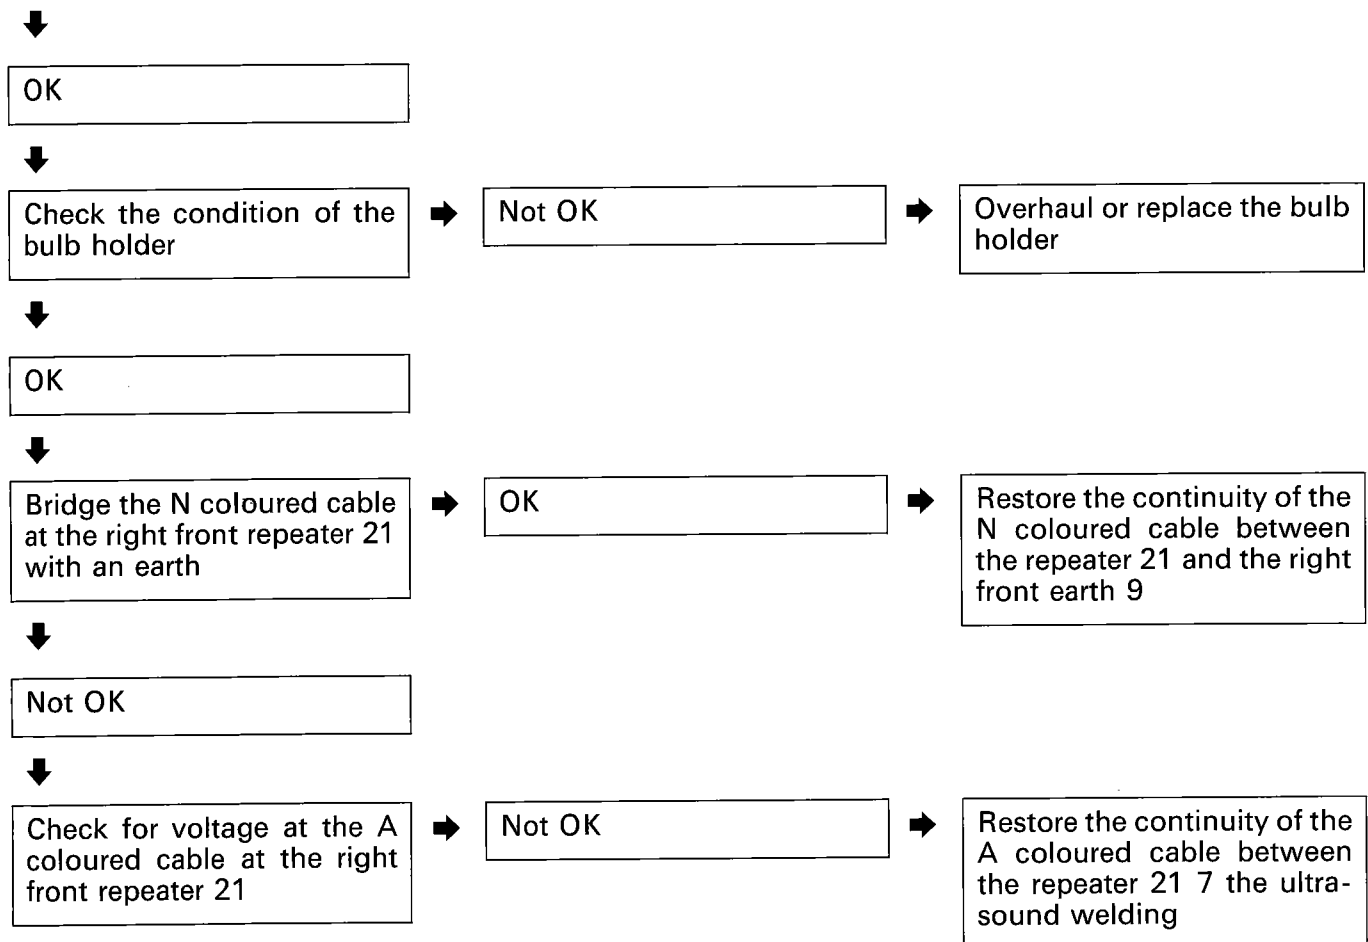 OK
Check the condition of the
bulb holder
Not OK
Overhaul or replace the bulb
holder
OK
Bridge the N coloured cable
at the right front repeater 21
with an earth
OK
Restore the continuity of the
N coloured cable between
the repeater 21 and the right
front earth 9
Not OK
Check for voltage at the A
coloured cable at the right
front repeater 21
Not OK
Restore the continuity of the
A coloured cable between
the repeater 21 7 the ultra-
sound welding